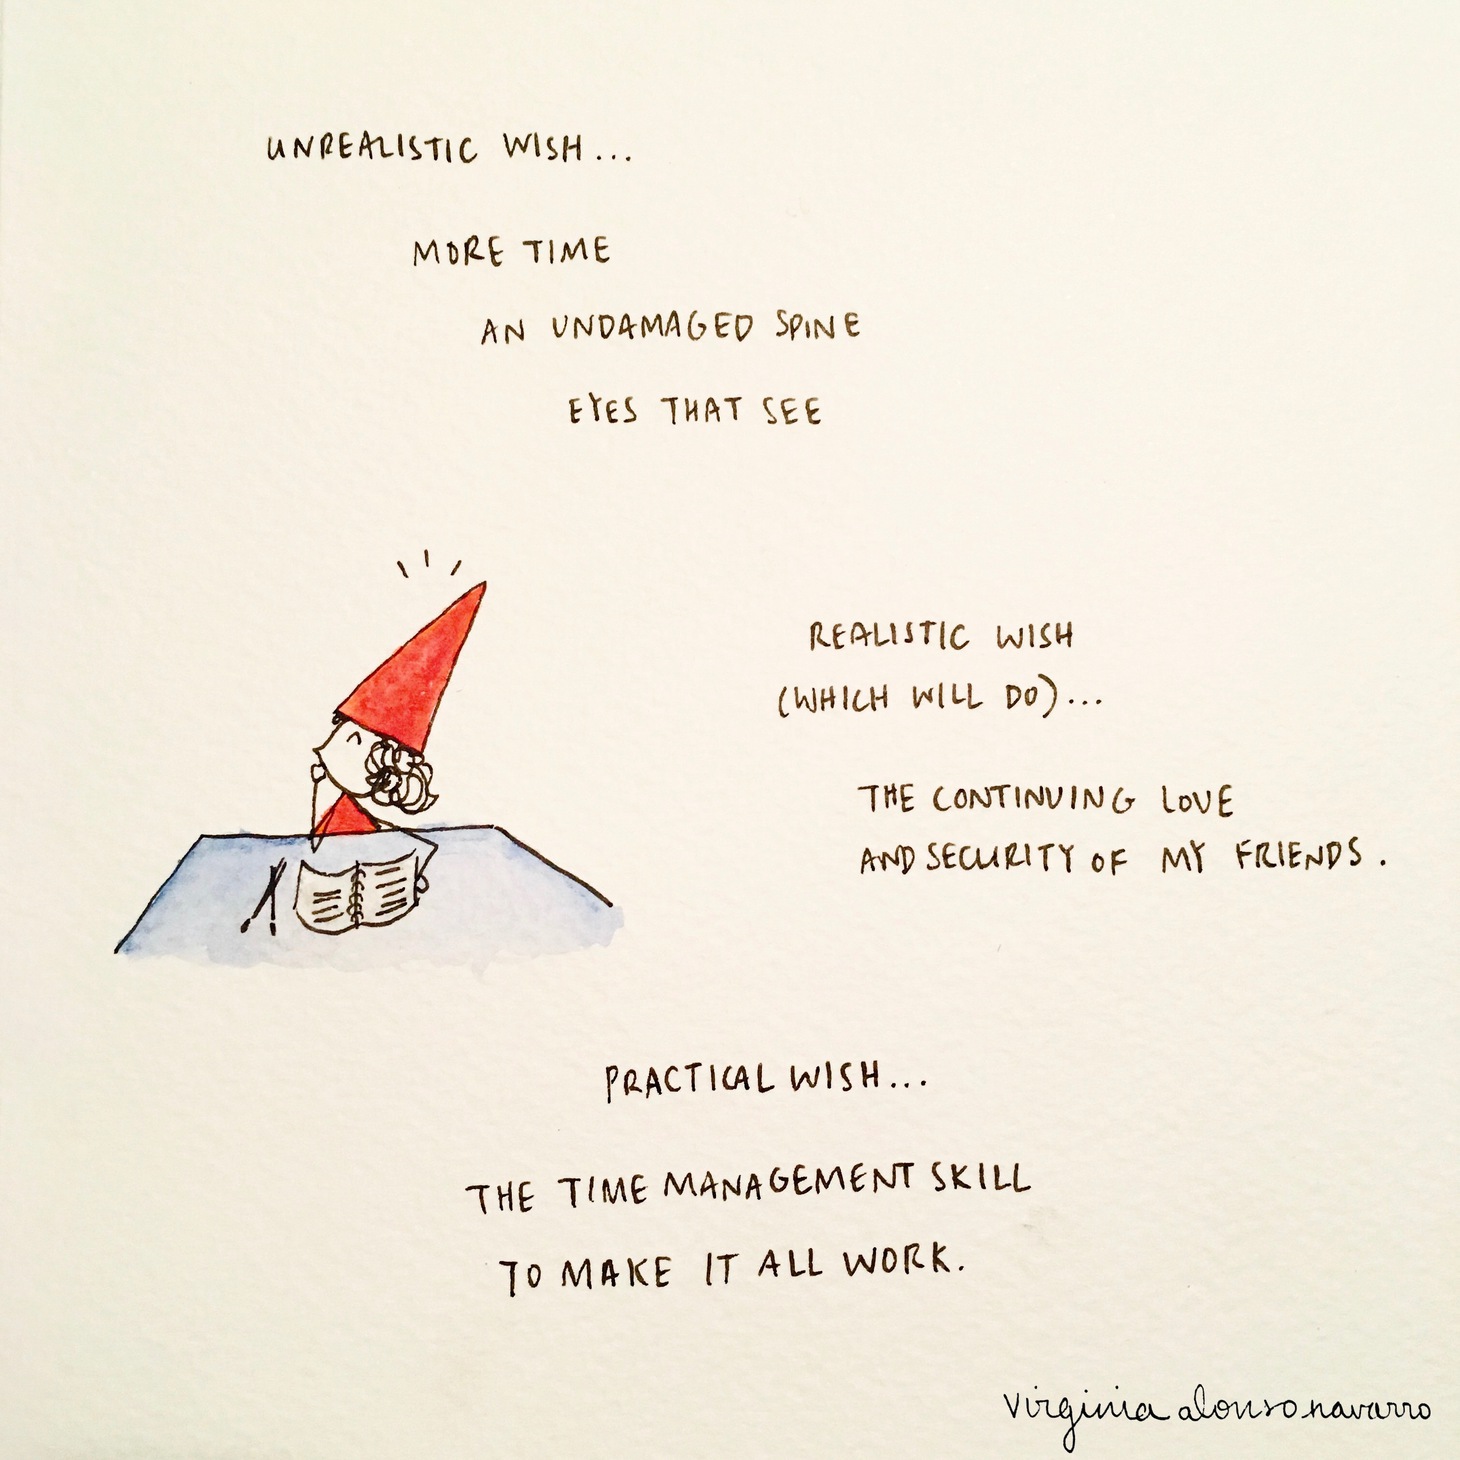 UNREALISTIC WISH...
MORE TIME
AN UNDAMAGED SPINE
EYES THAT SEE
REALISTIC WISH
(WHICH WILL DO)...
THE CONTINUING LOVE
AND SECURITY OF MY FRIENDS.
PRACTICAL WISH...
THE TIME MANAGEMENT SKILL
TO MAKE IT ALL WORK.
Virginia alonso navarro